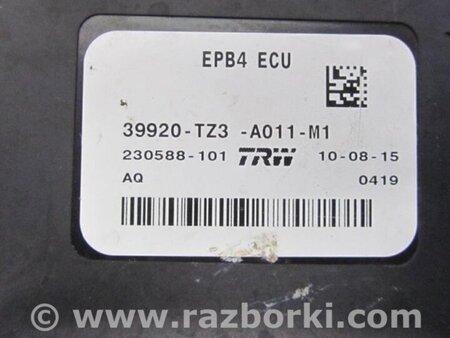 EPB4 ECU
39920-TZ3 -A011-M1
230588-101 TRW 10-08-15
AQ 0419
© www.razborki.com